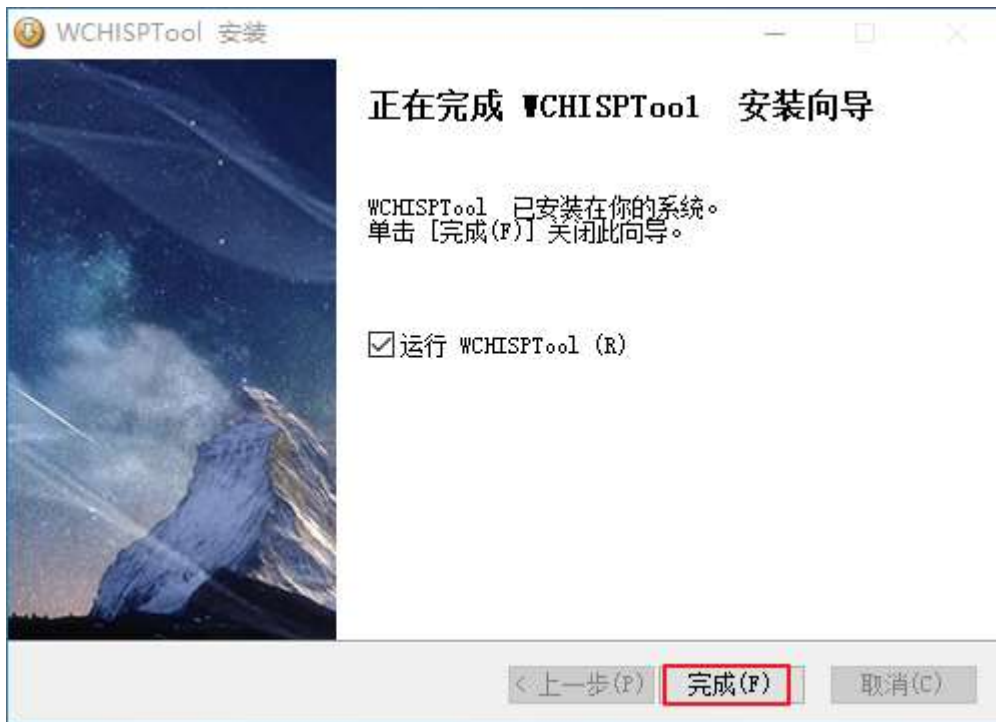 WCHISPTool 安装
正在完成 WCHISPTool 安装向导
WCHISPTool 已安装在你的系统。
单击 [完成(F)] 关闭此向导。
运行 WCHISPTool (R)
< 上一步(P) 完成(F) 取消(C)